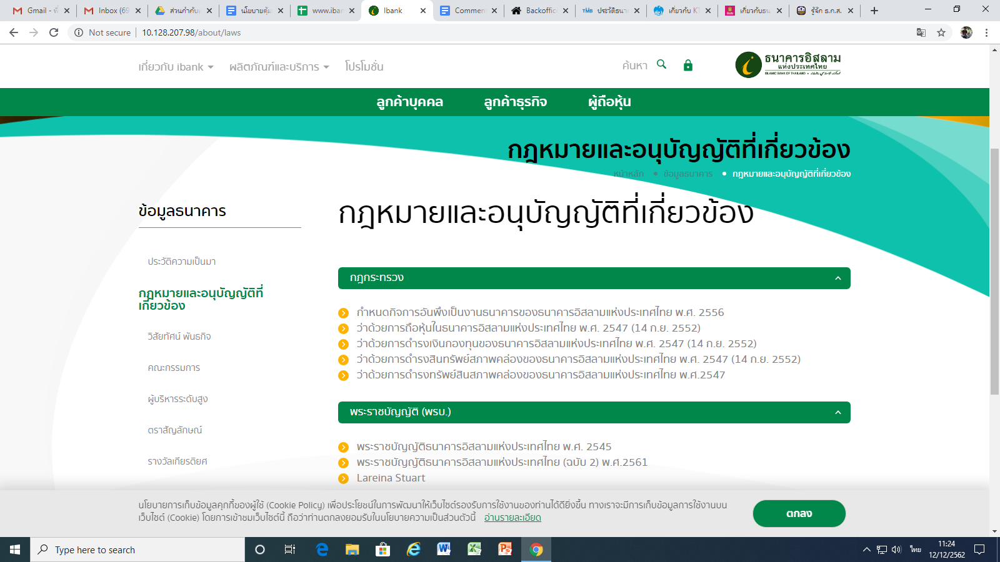 Gmail - พี่
Inbox (69
ส่วนกำกับ
นโยบายคุ้ม
www.iban
Ibank
Commen
Backoffic
ประวัติธนา
เกี่ยวกับ KT
เกี่ยวกับธน
รู้จัก ธ.ก.ส.
Not secure
10.128.207.98/about/laws
เกี่ยวกับ ibank
ผลิตภัณฑ์และบริการ
โปรโมชั่น
ค้นหา
ธนาคารอิสลาม
แห่งประเทศไทย
ISLAMIC BANK OF THAILAND
ลูกค้าบุคคล
ลูกค้าธุรกิจ
ผู้ถือหุ้น
กฎหมายและอนุบัญญัติที่เกี่ยวข้อง
หน้าหลัก • ข้อมูลธนาคาร • กฎหมายและอนุบัญญัติที่เกี่ยวข้อง
ข้อมูลธนาคาร
ประวัติความเป็นมา
กฎหมายและอนุบัญญัติที่
เกี่ยวข้อง
วิสัยทัศน์ พันธกิจ
คณะกรรมการ
ผู้บริหารระดับสูง
ตราสัญลักษณ์
รางวัลเกียรติยศ
กฎหมายและอนุบัญญัติที่เกี่ยวข้อง
กฎกระทรวง
กำหนดกิจการอันพึงเป็นงานธนาคารของธนาคารอิสลามแห่งประเทศไทย พ.ศ. 2556
ว่าด้วยการถือหุ้นในธนาคารอิสลามแห่งประเทศไทย พ.ศ. 2547 (14 ก.ย. 2552)
ว่าด้วยการดำรงเงินกองทุนของธนาคารอิสลามแห่งประเทศไทย พ.ศ. 2547 (14 ก.ย. 2552)
ว่าด้วยการดำรงสินทรัพย์สภาพคล่องของธนาคารอิสลามแห่งประเทศไทย พ.ศ. 2547 (14 ก.ย. 2552)
ว่าด้วยการดำรงทรัพย์สินสภาพคล่องของธนาคารอิสลามแห่งประเทศไทย พ.ศ.2547
พระราชบัญญัติ (พรบ.)
พระราชบัญญัติธนาคารอิสลามแห่งประเทศไทย พ.ศ. 2545
พระราชบัญญัติธนาคารอิสลามแห่งประเทศไทย (ฉบับ 2) พ.ศ.2561
Lareina Stuart
นโยบายการเก็บข้อมูลคุกกี้ของผู้ใช้ (Cookie Policy) เพื่อประโยชน์ในการพัฒนาให้เว็บไซต์รองรับการใช้งานของท่านได้ดียิ่งขึ้น ทางเราจะมีการเก็บข้อมูลการใช้งานบน
เว็บไซต์ (Cookie) โดยการเข้าชมเว็บไซต์นี้ ถือว่าท่านตกลงยอมรับในนโยบายความเป็นส่วนตัวนี้ อ่านรายละเอียด
ตกลง
Type here to search
ไทย
11:24
12/12/2562